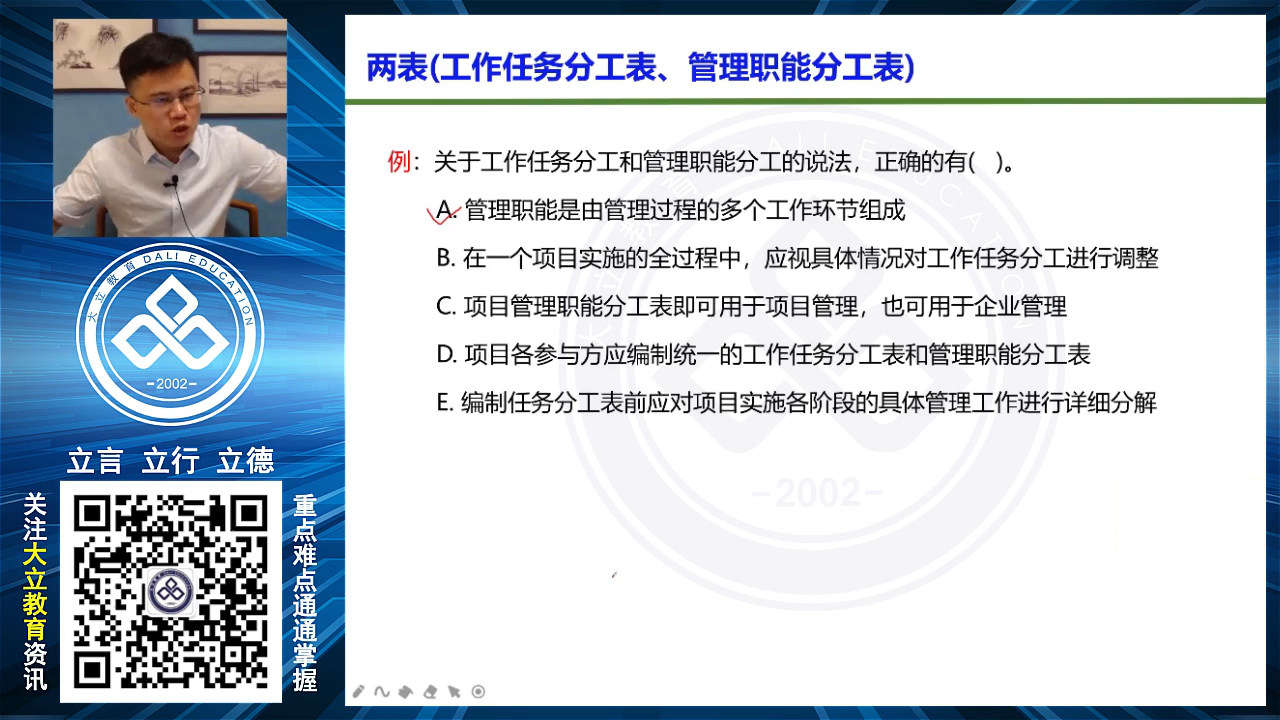 两表(工作任务分工表、管理职能分工表)
例：关于工作任务分工和管理职能分工的说法，正确的有( )。
A. 管理职能是由管理过程的多个工作环节组成
B. 在一个项目实施的全过程中，应视具体情况对工作任务分工进行调整
C. 项目管理职能分工表即可用于项目管理，也可用于企业管理
D. 项目各参与方应编制统一的工作任务分工表和管理职能分工表
E. 编制任务分工表前应对项目实施各阶段的具体管理工作进行详细分解
大立教育 DALI EDUCATION
-2002-
立言 立行 立德
关注大立教育资讯
重点难点通通掌握
大立教育 DALI EDUCATION
-2002-